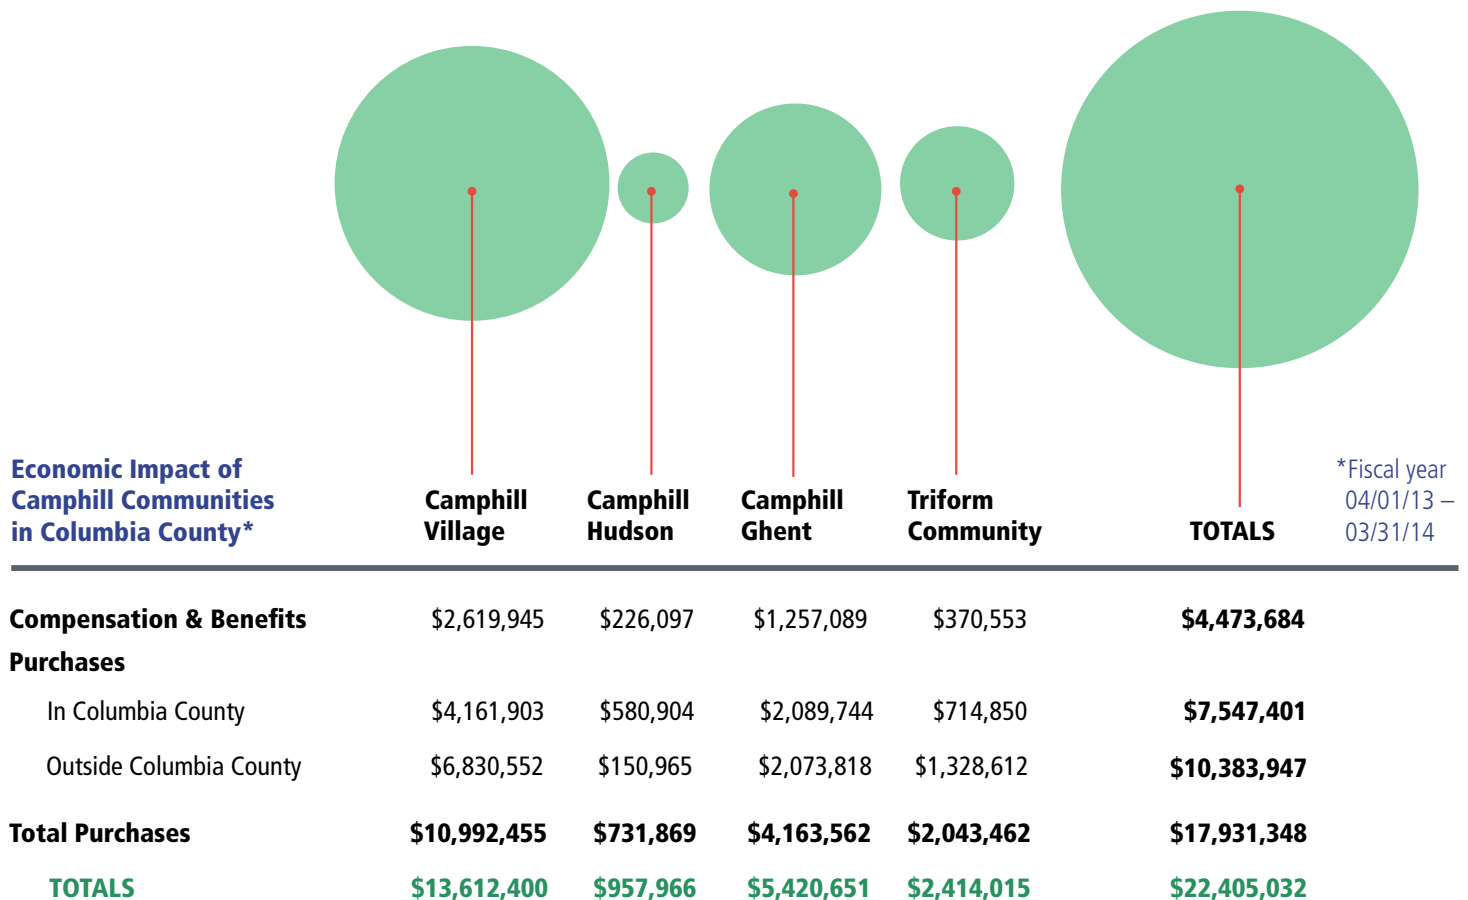 Economic Impact of
Camphill Communities
in Columbia County*
Camphill
Village
Camphill
Hudson
Camphill
Ghent
Triform
Community
TOTALS
*Fiscal year
04/01/13 –
03/31/14
Compensation & Benefits $2,619,945 $226,097 $1,257,089 $370,553 $4,473,684
Purchases
In Columbia County $4,161,903 $580,904 $2,089,744 $714,850 $7,547,401
Outside Columbia County $6,830,552 $150,965 $2,073,818 $1,328,612 $10,383,947
Total Purchases $10,992,455 $731,869 $4,163,562 $2,043,462 $17,931,348
TOTALS $13,612,400 $957,966 $5,420,651 $2,414,015 $22,405,032